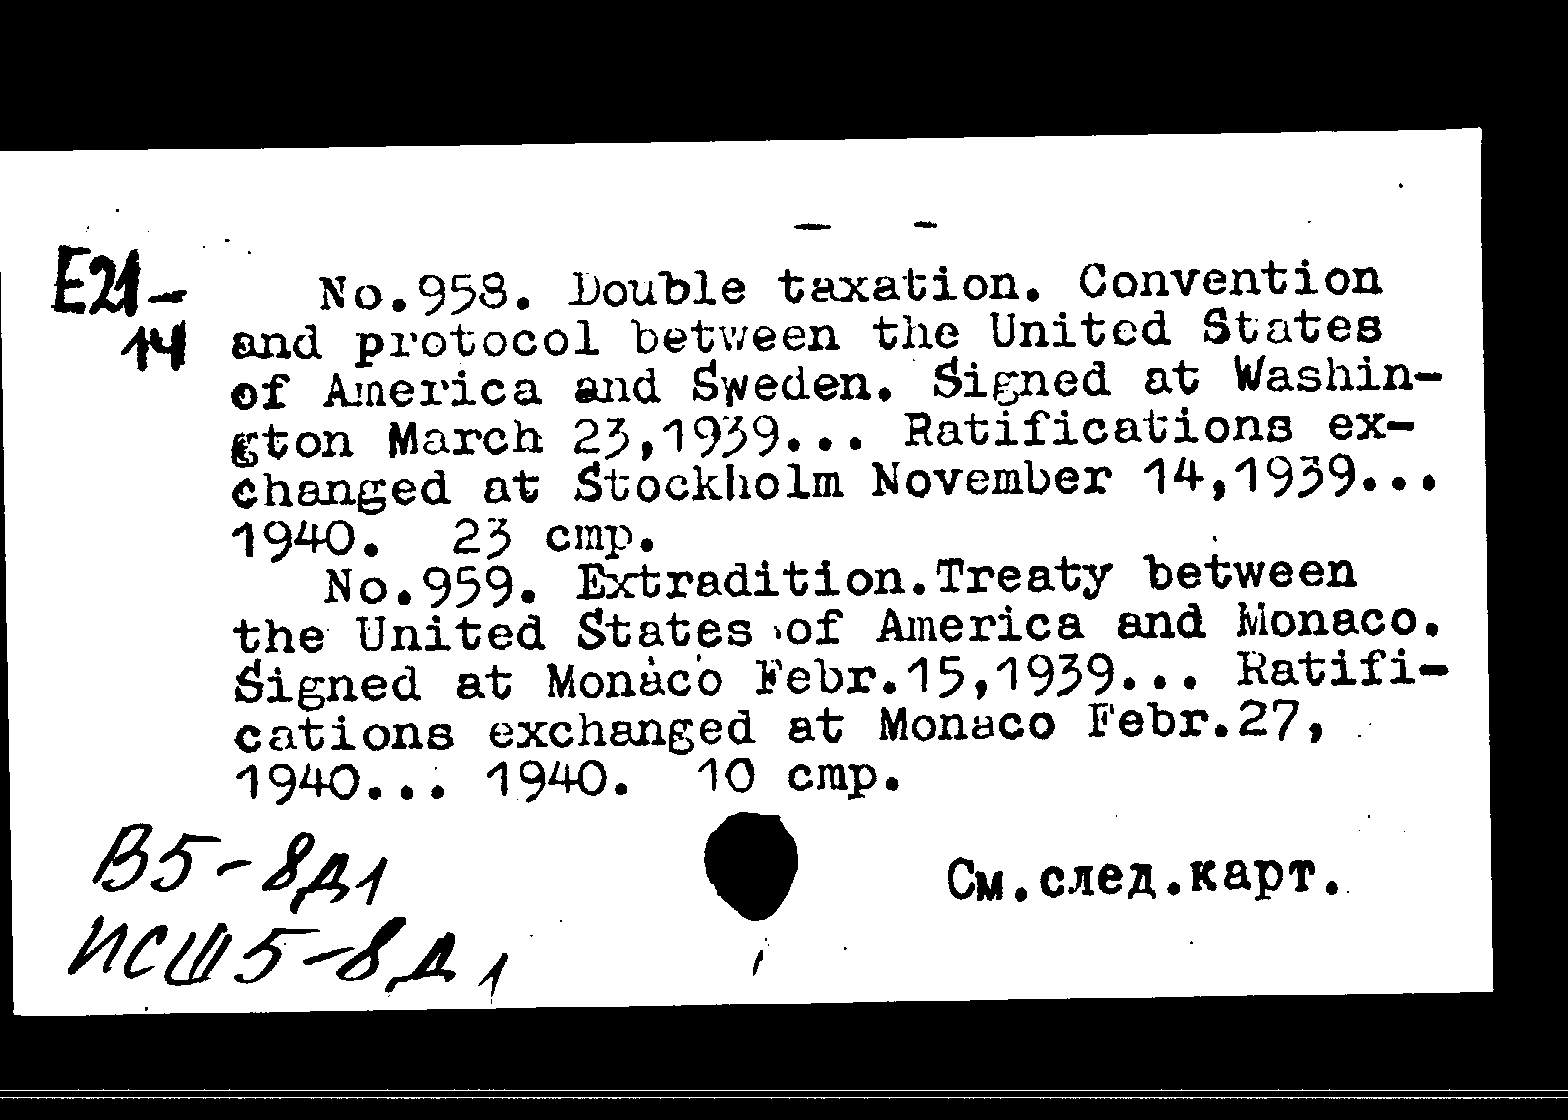 E21-
14
No.958. Double taxation. Convention
and protocol between the United States
of America and Sweden. Signed at Washin-
gton March 23,1939... Ratifications ex-
changed at Stockholm November 14,1939...
1940. 23 cmp.
No.959. Extradition.Treaty between
the United States of America and Monaco.
Signed at Monaco Febr.15,1939... Ratifi-
cations exchanged at Monaco Febr.27,
1940... 1940. 10 cmp.
В5-8Д1
См.след.карт.
ИСШ5-8Д1